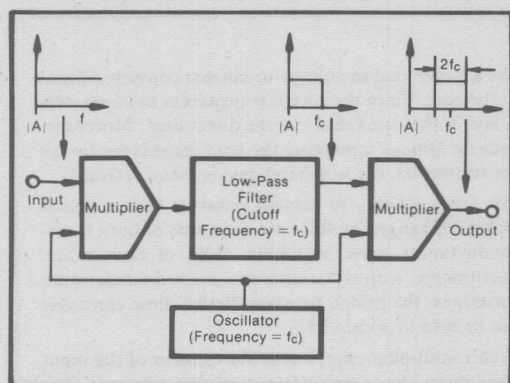 2fc
|A|
f
|A|
fc
|A|
fc
Input
Multiplier
Low-Pass
Filter
(Cutoff
Frequency = fc)
Multiplier
Output
Oscillator
(Frequency = fc)